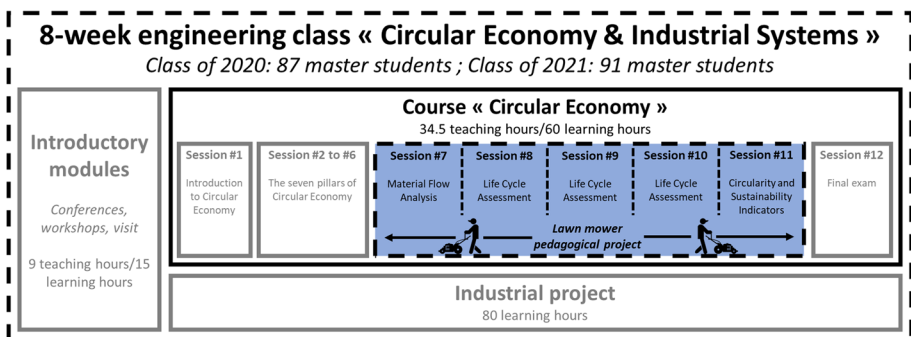 8-week engineering class « Circular Economy & Industrial Systems »
Class of 2020: 87 master students ; Class of 2021: 91 master students
Introductory
modules
Conferences,
workshops, visit
9 teaching hours/15
learning hours
Course « Circular Economy »
34.5 teaching hours/60 learning hours
Session #1
Introduction
to Circular
Economy
Session #2 to #6
The seven pillars of
Circular Economy
Session #7
Material Flow
Analysis
Session #8
Life Cycle
Assessment
Session #9
Life Cycle
Assessment
Session #10
Life Cycle
Assessment
Session #11
Circularity and
Sustainability
Indicators
Lawn mower
pedagogical project
Session #12
Final exam
Industrial project
80 learning hours